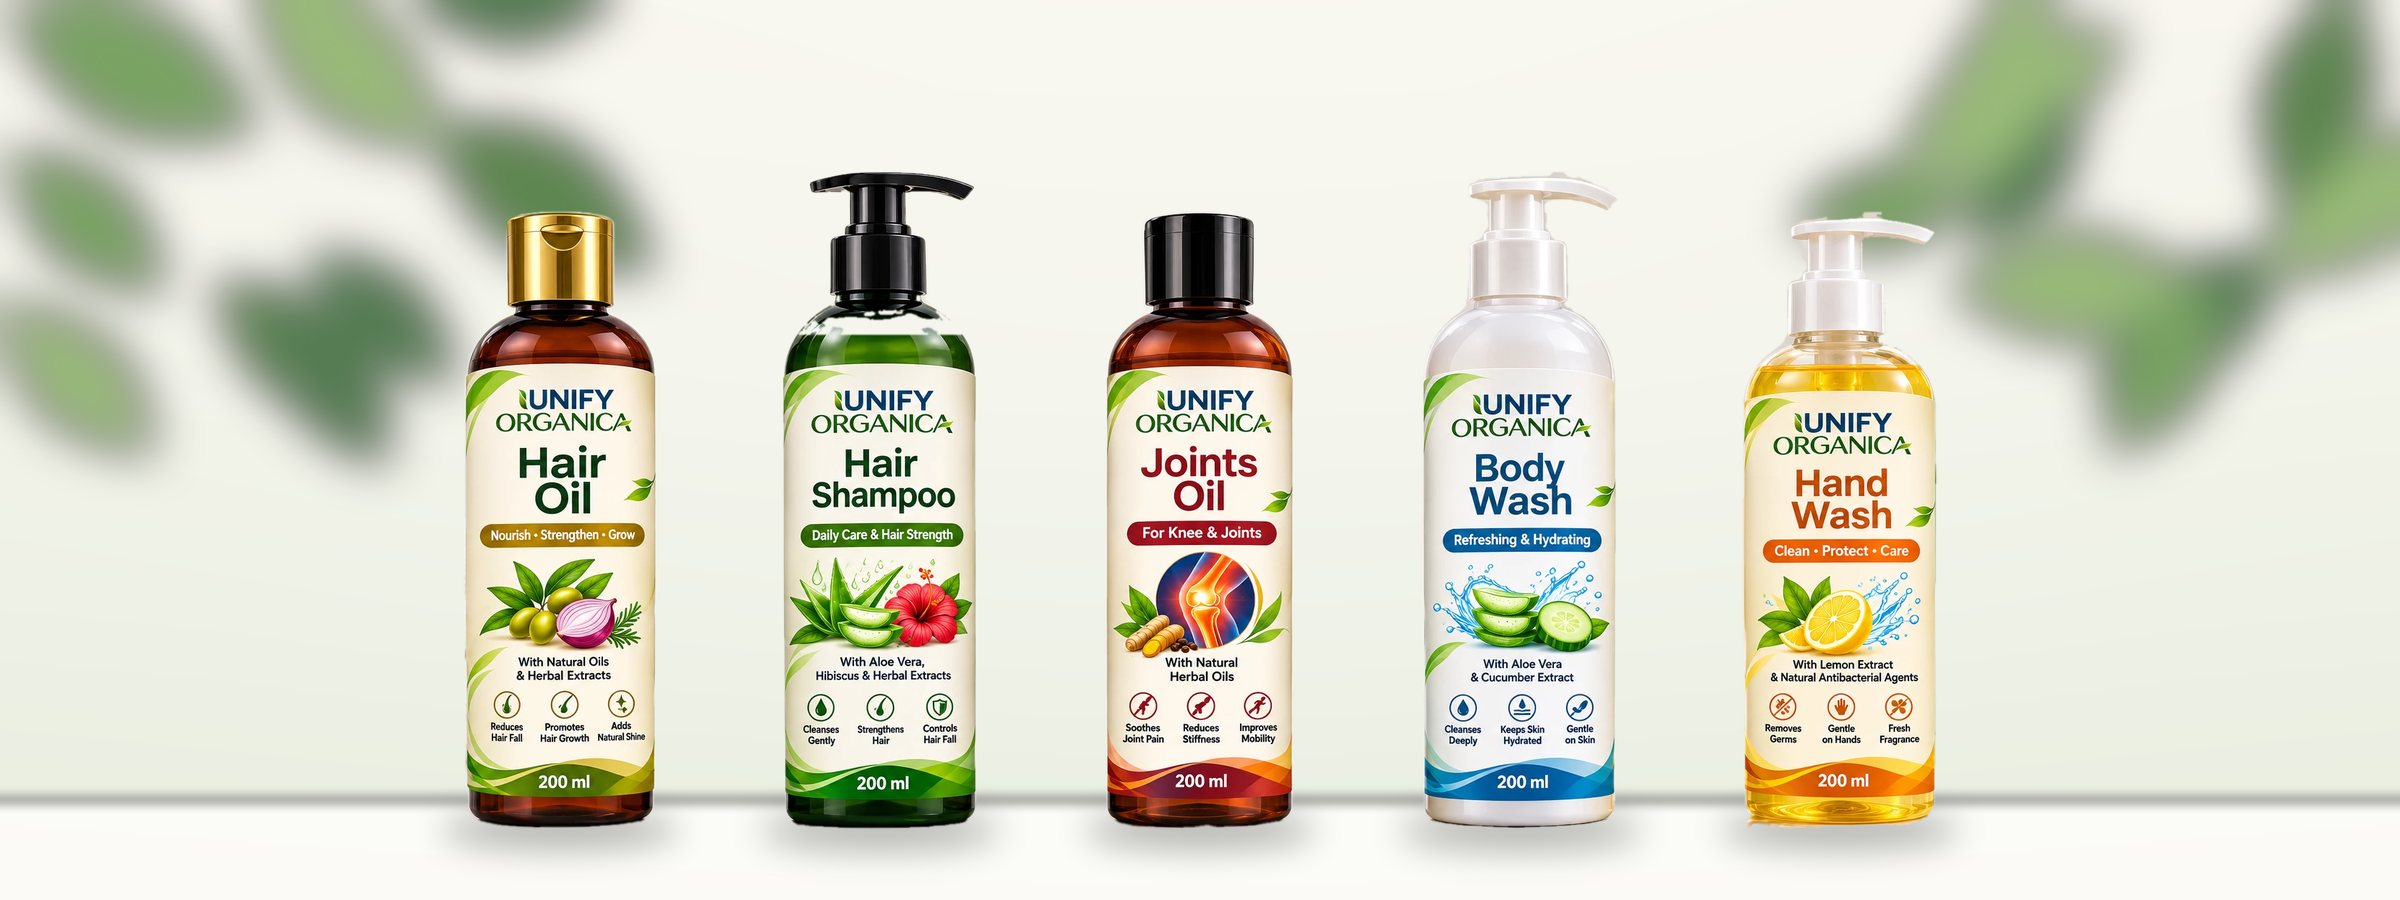 UNIFY
ORGANICA
Hair
Oil
Nourish • Strengthen • Grow
With Natural Oils
& Herbal Extracts
Reduces
Hair Fall
Promotes
Hair Growth
Adds
Natural Shine
200 ml
UNIFY
ORGANICA
Hair
Shampoo
Daily Care & Hair Strength
With Aloe Vera,
Hibiscus & Herbal Extracts
Cleanses
Gently
Strengthens
Hair
Controls
Hair Fall
200 ml
UNIFY
ORGANICA
Joints
Oil
For Knee & Joints
With Natural
Herbal Oils
Soothes
Joint Pain
Reduces
Stiffness
Improves
Mobility
200 ml
UNIFY
ORGANICA
Body
Wash
Refreshing & Hydrating
With Aloe Vera
& Cucumber Extract
Cleanses
Deeply
Keeps Skin
Hydrated
Gentle
on Skin
200 ml
UNIFY
ORGANICA
Hand
Wash
Clean • Protect • Care
With Lemon Extract
& Natural Antibacterial Agents
Removes
Germs
Gentle
on Hands
Fresh
Fragrance
200 ml